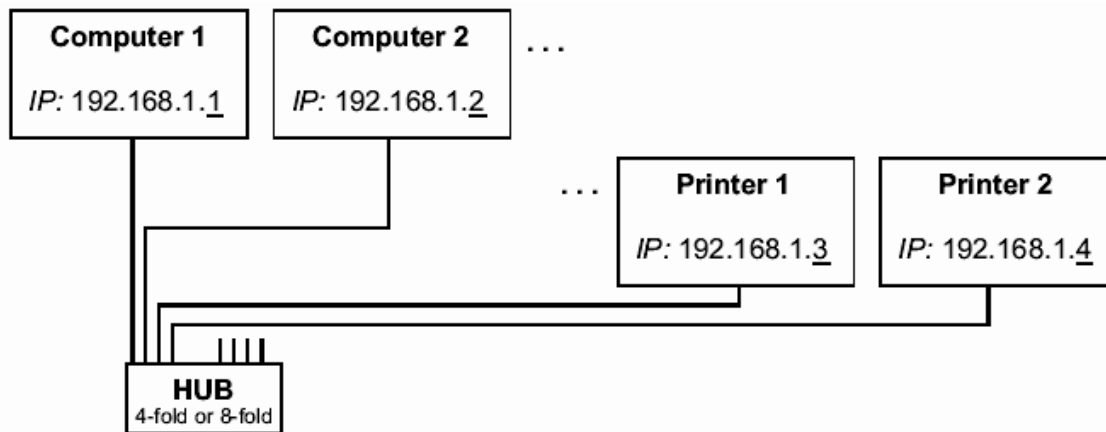 Computer 1
IP: 192.168.1.1
Computer 2
IP: 192.168.1.2
. . .
. . .
Printer 1
IP: 192.168.1.3
Printer 2
IP: 192.168.1.4
HUB
4-fold or 8-fold